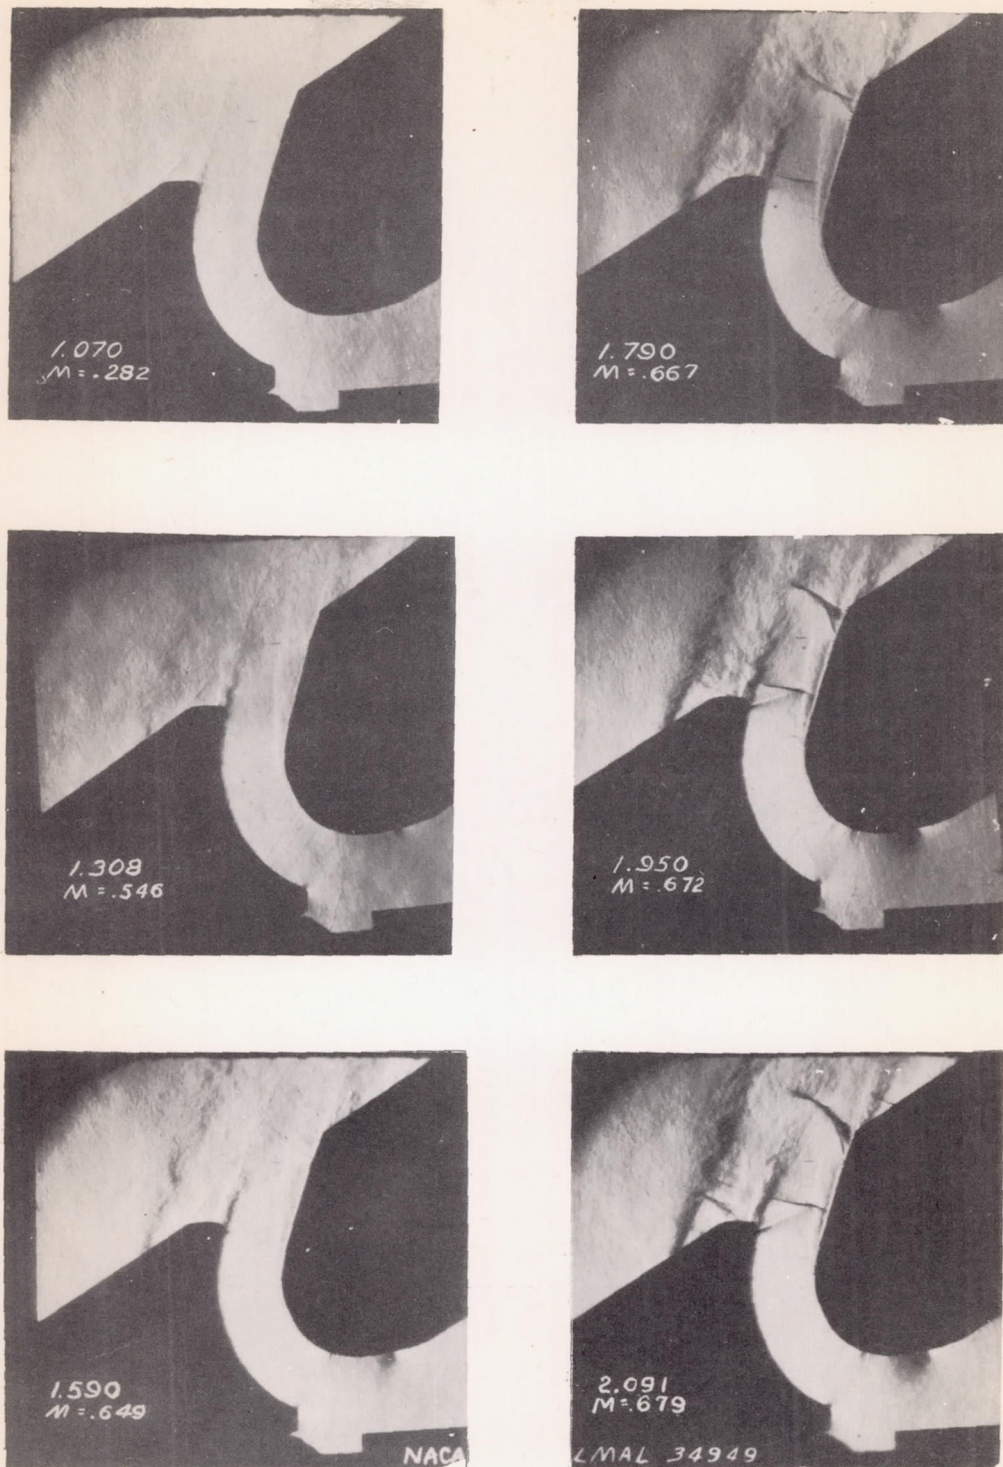 1.070
M = .282
1.790
M = .667
1.308
M = .546
1.950
M = .672
1.590
M = .649
2.091
M = .679
NACA
LMAL 34949